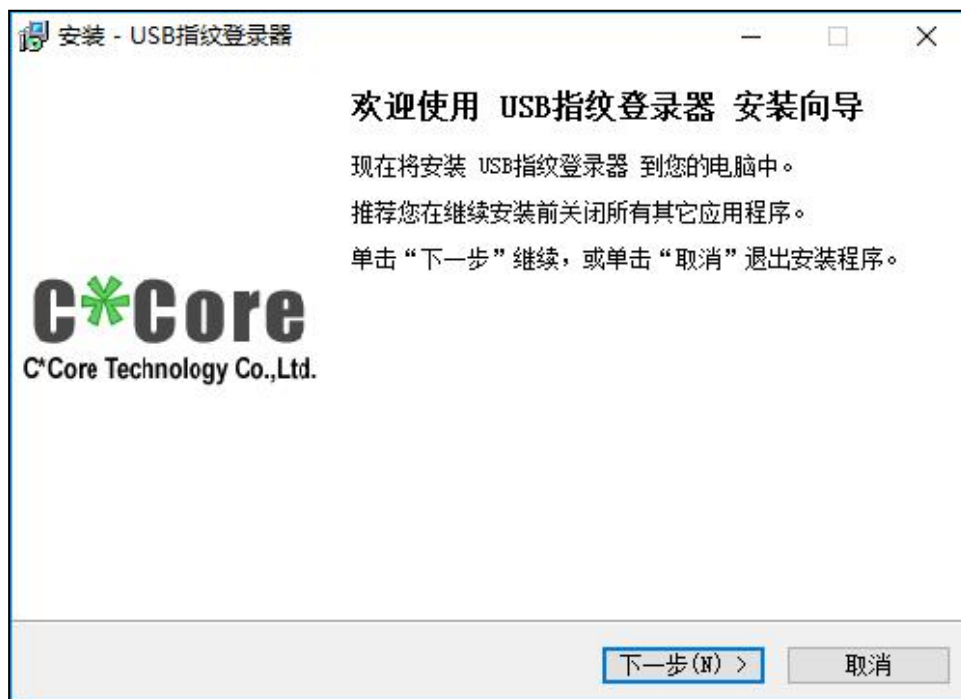 安装 - USB指纹登录器
欢迎使用 USB指纹登录器 安装向导
现在将安装 USB指纹登录器 到您的电脑中。
推荐您在继续安装前关闭所有其它应用程序。
单击“下一步”继续，或单击“取消”退出安装程序。
C*Core
C*Core Technology Co.,Ltd.
下一步(N) >
取消